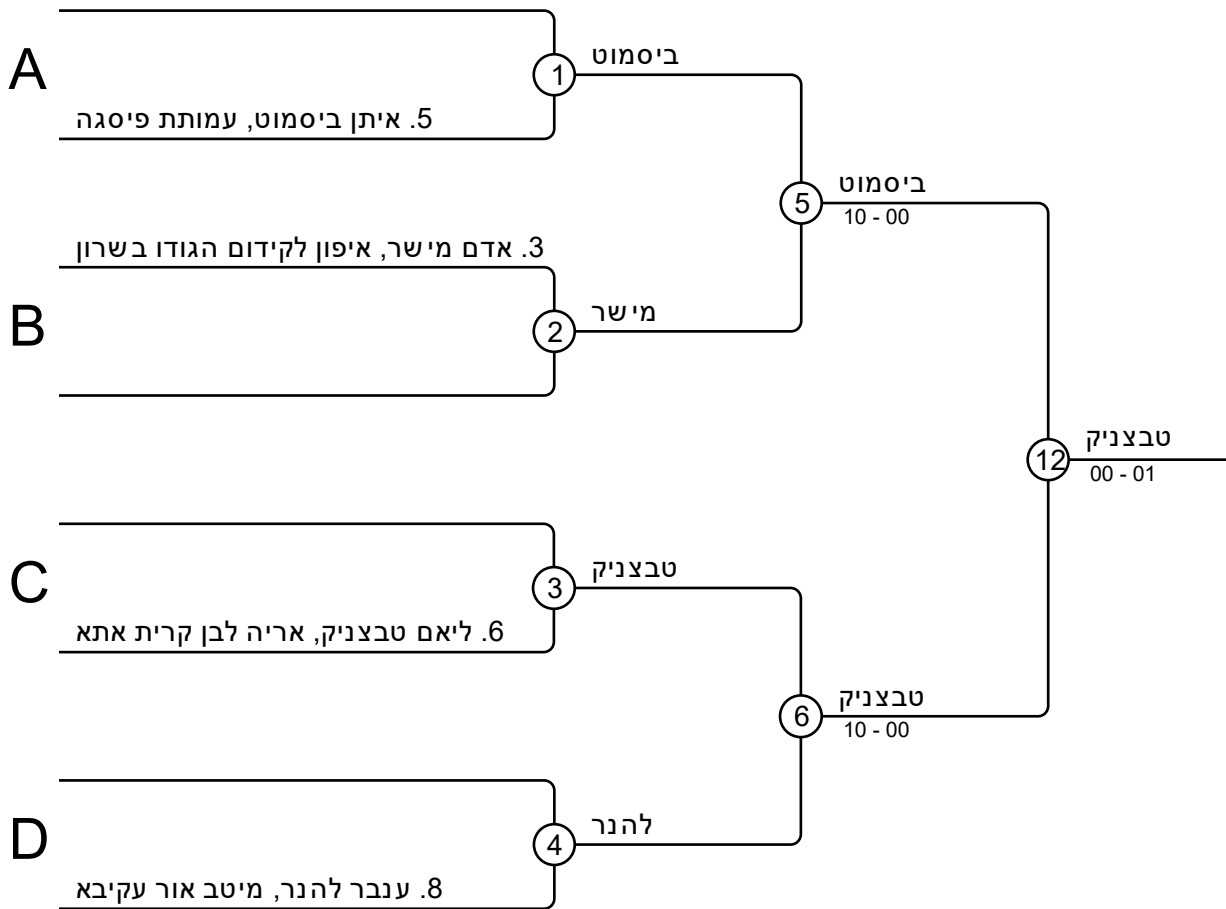 A
ביסמוט
1
5. איתן ביסמוט, עמותת פיסגה
ביסמוט
5
10 - 00
3. אדם מישר, איפון לקידום הגודו בשרון
B
מישר
2
טבצניק
12
00 - 01
C
טבצניק
3
6. ליאם טבצניק, אריה לבן קרית אתא
טבצניק
6
10 - 00
D
להנר
4
8. ענבר להנר, מיטב אור עקיבא